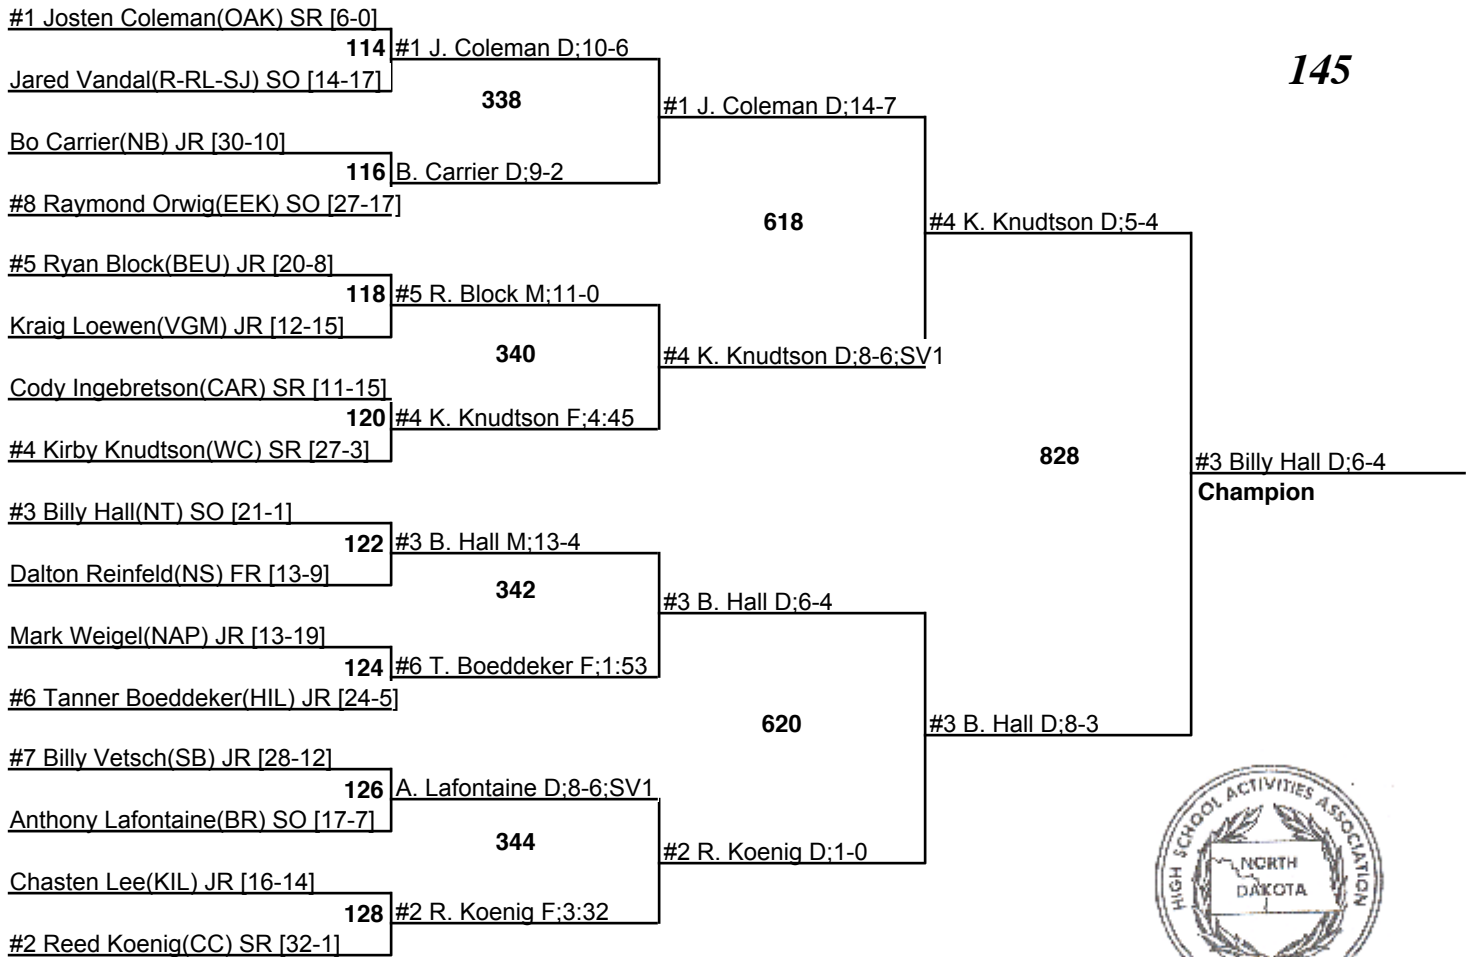 #1 Josten Coleman(OAK) SR [6-0]
114 #1 J. Coleman D;10-6
145
Jared Vandal(R-RL-SJ) SO [14-17]
338
#1 J. Coleman D;14-7
Bo Carrier(NB) JR [30-10]
116 B. Carrier D;9-2
#8 Raymond Orwig(EEK) SO [27-17]
618
#4 K. Knudtson D;5-4
#5 Ryan Block(BEU) JR [20-8]
118 #5 R. Block M;11-0
Kraig Loewen(VGM) JR [12-15]
340
#4 K. Knudtson D;8-6;SV1
Cody Ingebretson(CAR) SR [11-15]
120 #4 K. Knudtson F;4:45
#4 Kirby Knudtson(WC) SR [27-3]
828
#3 Billy Hall D;6-4
Champion
#3 Billy Hall(NT) SO [21-1]
122 #3 B. Hall M;13-4
Dalton Reinfeld(NS) FR [13-9]
342
#3 B. Hall D;6-4
Mark Weigel(NAP) JR [13-19]
124 #6 T. Boeddeker F;1:53
#6 Tanner Boeddeker(HIL) JR [24-5]
620
#3 B. Hall D;8-3
#7 Billy Vetsch(SB) JR [28-12]
126 A. Lafontaine D;8-6;SV1
Anthony Lafontaine(BR) SO [17-7]
344
#2 R. Koenig D;1-0
Chasten Lee(KIL) JR [16-14]
128 #2 R. Koenig F;3:32
#2 Reed Koenig(CC) SR [32-1]
HIGH SCHOOL ACTIVITIES ASSOCIATION
NORTH
DAKOTA